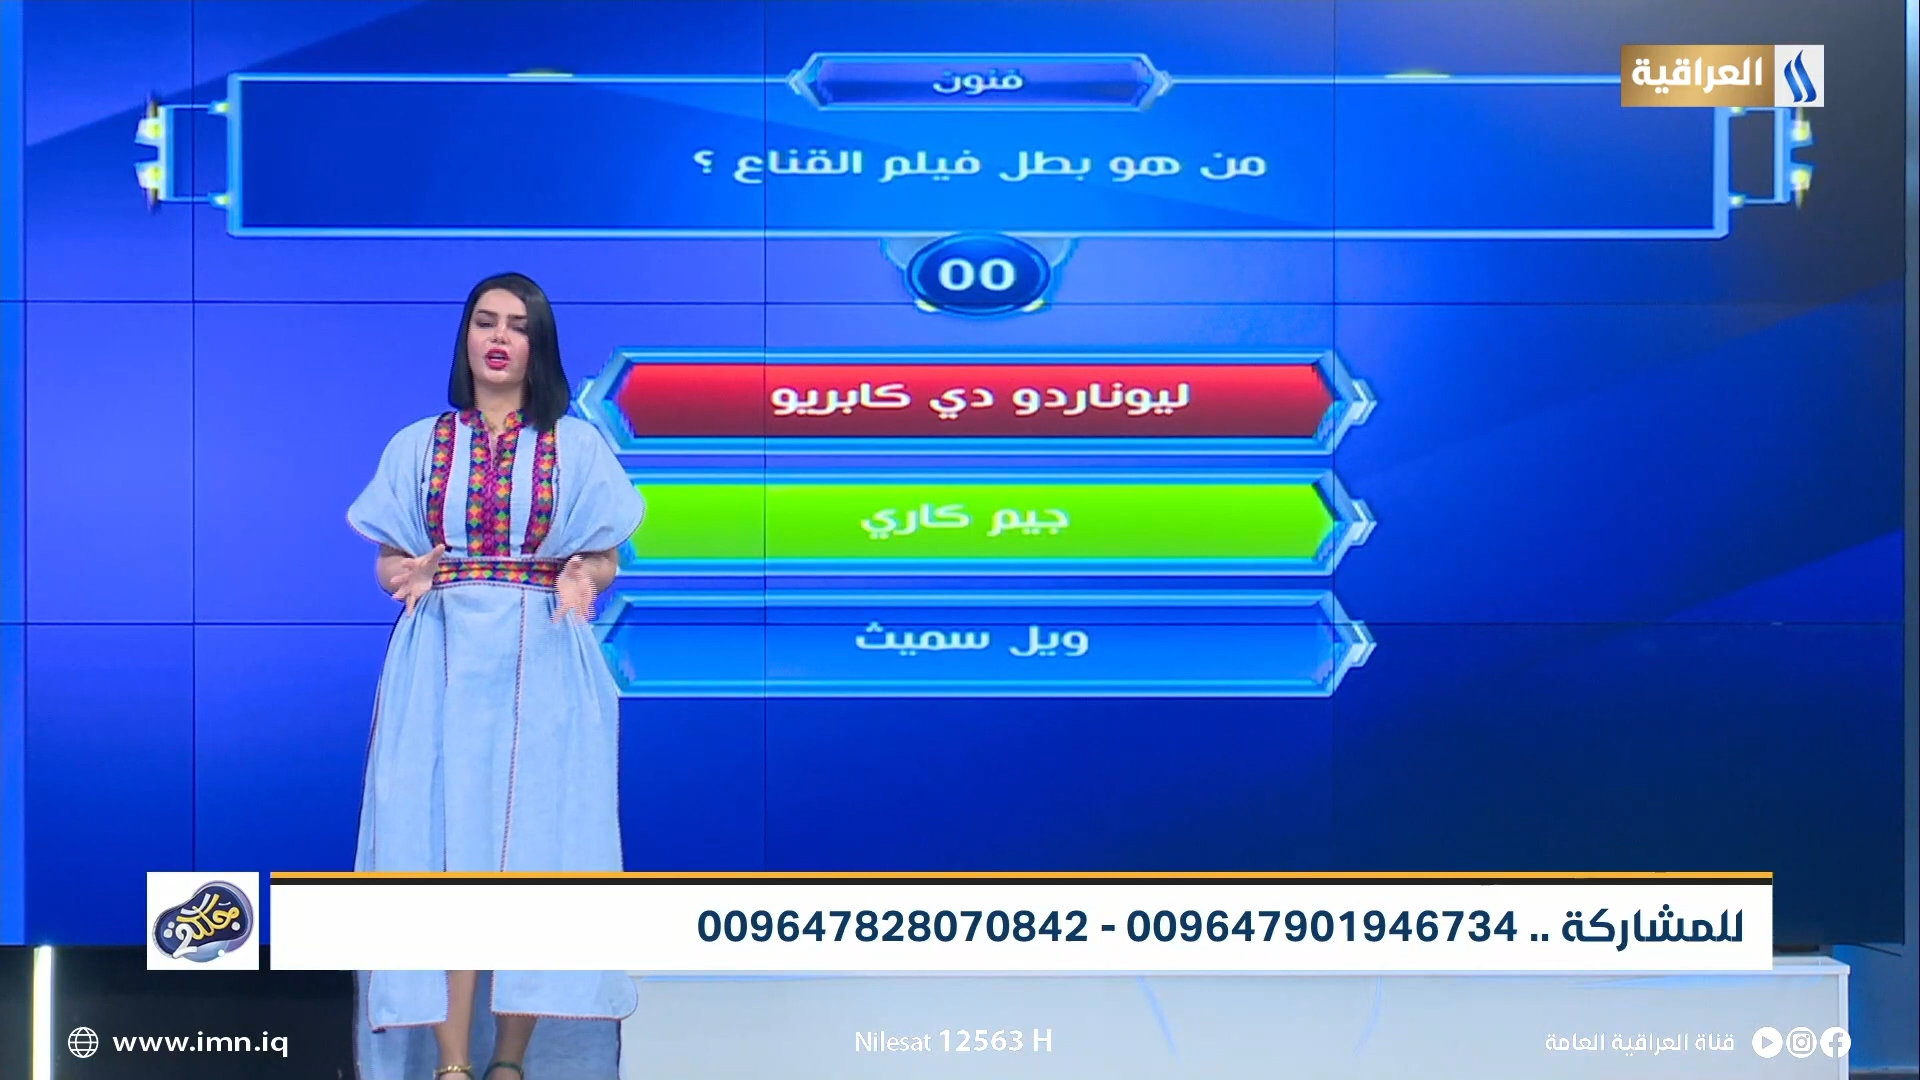 العراقية
فنون
من هو بطل فيلم القناع ؟
00
ليوناردو دي كابريو
جيم كاري
ويل سميث
للمشاركة .. 009647901946734 - 009647828070842
www.imn.iq
Nilesat 12563 H
قناة العراقية العامة